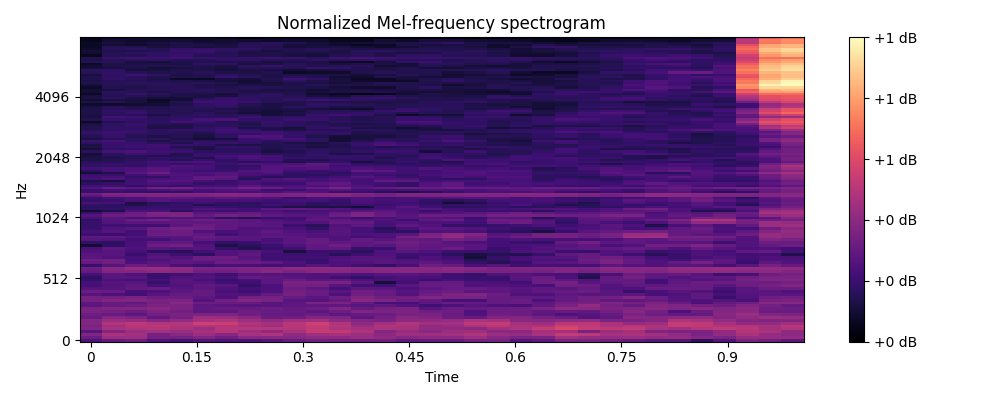 Normalized Mel-frequency spectrogram
Hz
4096
2048
1024
512
0
0 0.15 0.3 0.45 0.6 0.75 0.9
Time
+1 dB
+1 dB
+1 dB
+0 dB
+0 dB
+0 dB